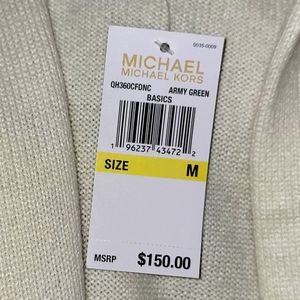 5035-0009
MICHAEL
MICHAEL KORS
QH360CFDNC ARMY GREEN
BASICS
1 96237 43472 2
SIZE M
MSRP $150.00